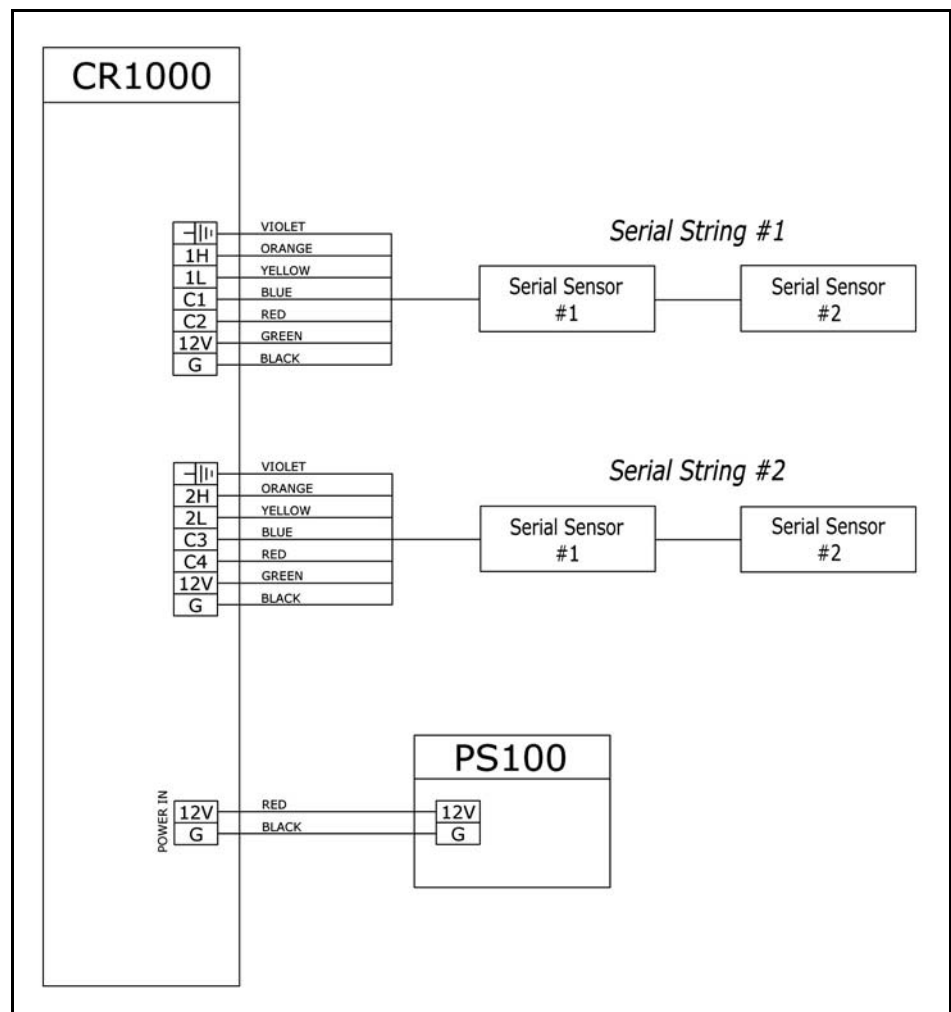 CR1000
Serial String #1
VIOLET
1H ORANGE
1L YELLOW
C1 BLUE
C2 RED
12V GREEN
G BLACK
Serial Sensor
#1
Serial Sensor
#2
Serial String #2
VIOLET
2H ORANGE
2L YELLOW
C3 BLUE
C4 RED
12V GREEN
G BLACK
Serial Sensor
#1
Serial Sensor
#2
PS100
POWER IN
12V RED 12V
G BLACK G